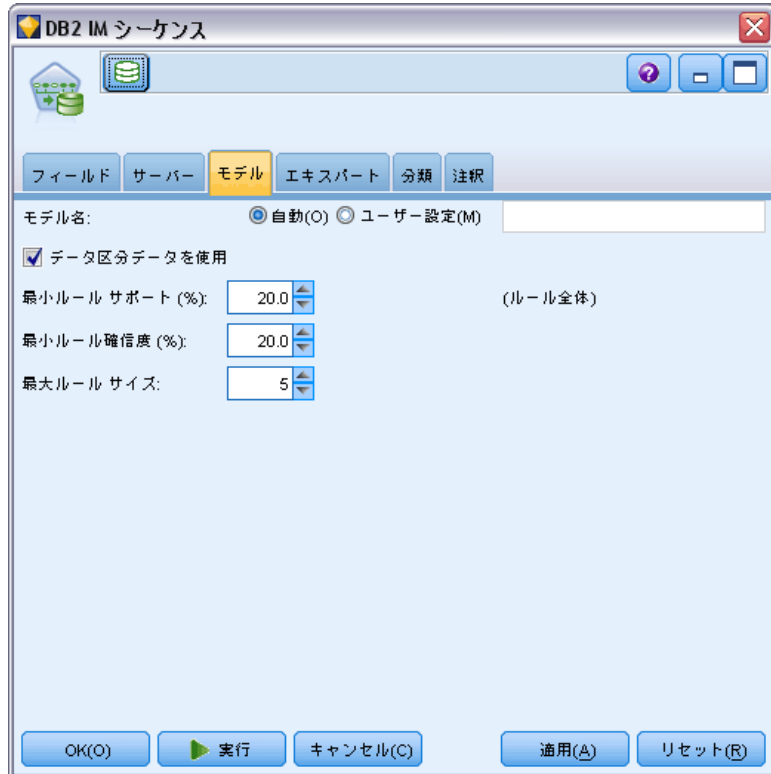 DB2 IM シーケンス
フィールド サーバー モデル エキスパート 分類 注釈
モデル名: 自動(O) ユーザー設定(M)
データ区分データを使用
最小ルール サポート (%): 20.0 (ルール全体)
最小ルール確信度 (%): 20.0
最大ルール サイズ: 5
OK(O) 実行 キャンセル(C) 適用(A) リセット(R)